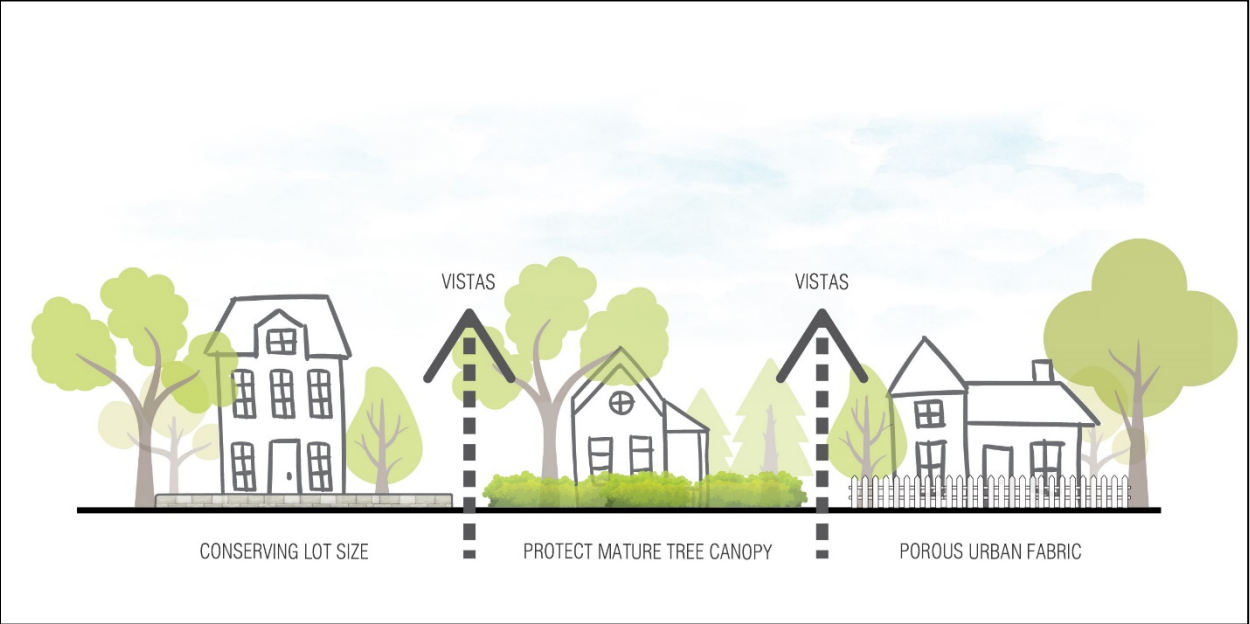 VISTAS
VISTAS
CONSERVING LOT SIZE
PROTECT MATURE TREE CANOPY
POROUS URBAN FABRIC